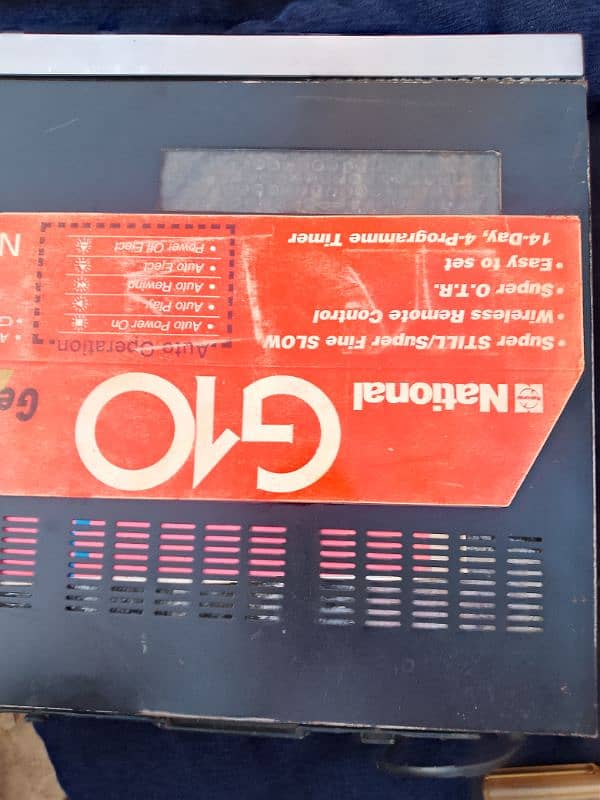 National G10
Ge
• Super STILL/Super Fine SLOW
• Wireless Remote Control
• Super O.T.R.
• Easy to set
14-Day, 4-Programme Timer
Auto Operation
• Auto Power On
• Auto Play
• Auto Rewind
• Auto Eject
• Power Off Eject
N